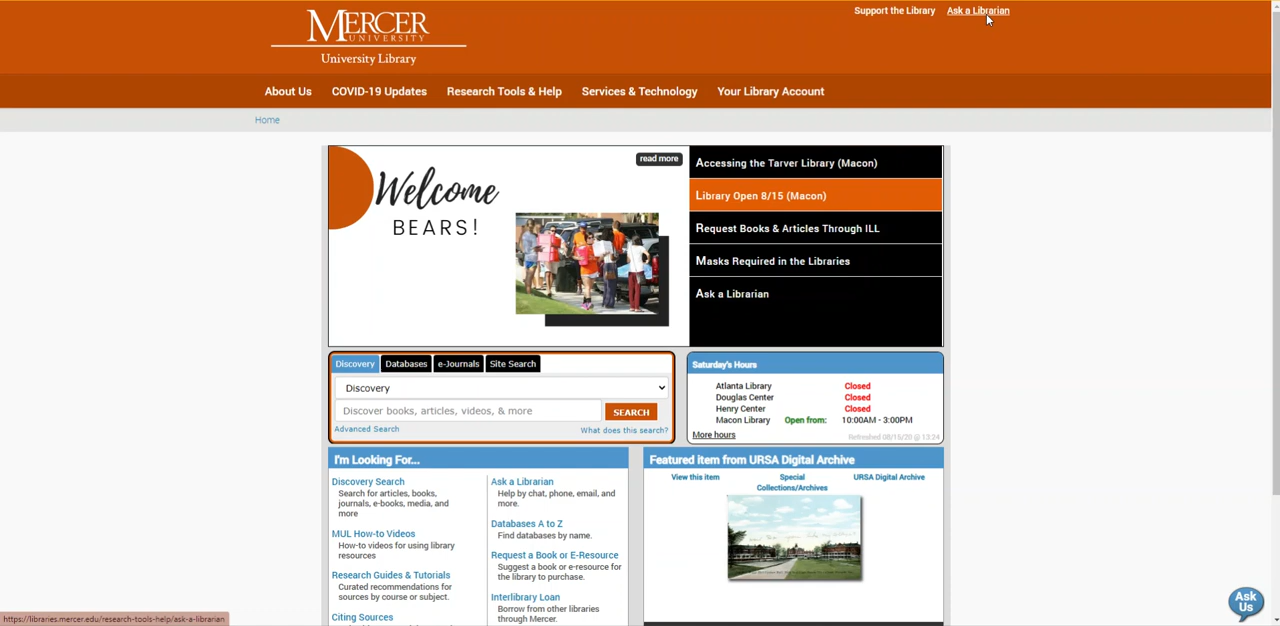 Support the Library Ask a Librarian
MERCER
UNIVERSITY
University Library
About Us COVID-19 Updates Research Tools & Help Services & Technology Your Library Account
Home
Welcome
BEARS!
read more
Accessing the Tarver Library (Macon)
Library Open 8/15 (Macon)
Request Books & Articles Through ILL
Masks Required in the Libraries
Ask a Librarian
Discovery Databases e-Journals Site Search
Discovery
Discover books, articles, videos, & more SEARCH
Advanced Search What does this search?
Saturday's Hours
Atlanta Library Closed
Douglas Center Closed
Henry Center Closed
Macon Library Open from: 10:00AM - 3:00PM
More hours Refreshed 08/15/20 @ 13:24
I'm Looking For...
Discovery Search
Search for articles, books,
journals, e-books, media, and
more
MUL How-to Videos
How-to videos for using library
resources
Research Guides & Tutorials
Curated recommendations for
sources by course or subject.
Citing Sources
Ask a Librarian
Help by chat, phone, email, and
more.
Databases A to Z
Find databases by name.
Request a Book or E-Resource
Suggest a book or e-resource for
the library to purchase.
Interlibrary Loan
Borrow from other libraries
through Mercer.
Featured item from URSA Digital Archive
View this item Special URSA Digital Archive
Collections/Archives
Ask
Us
https://libraries.mercer.edu/research-tools-help/ask-a-librarian